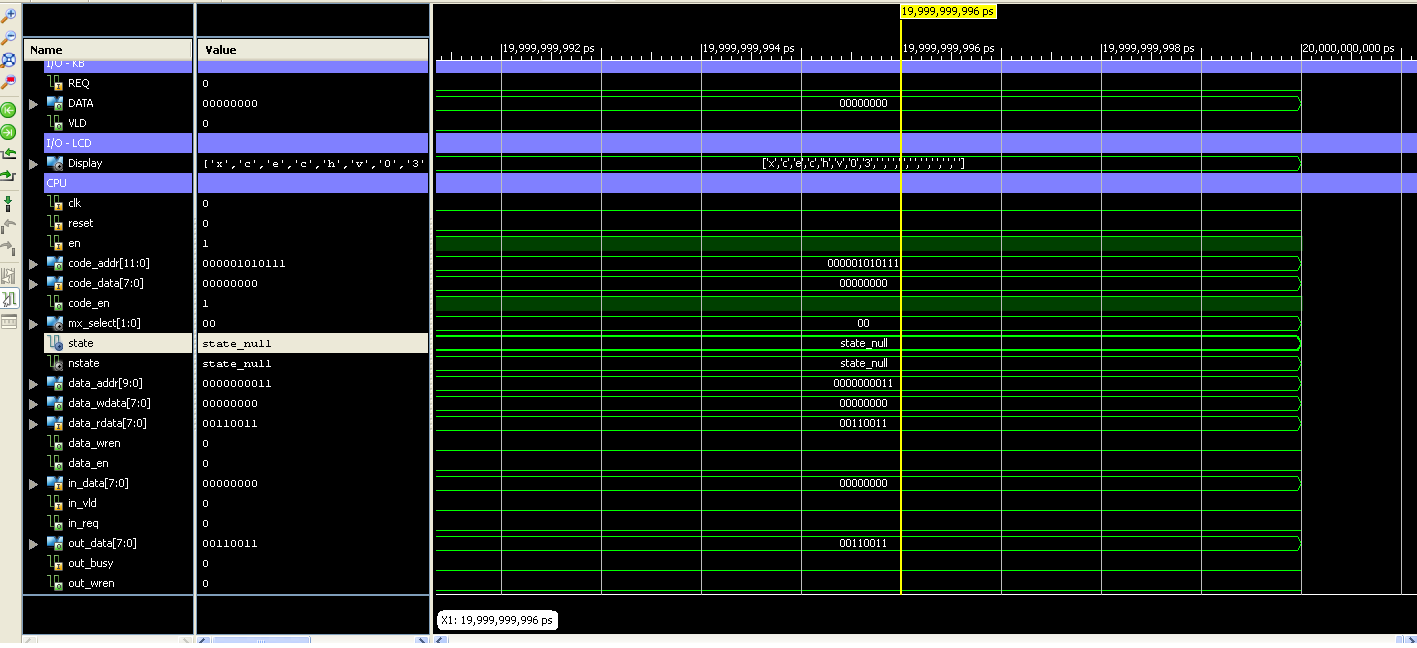 19,999,999,996 ps
Name Value 19,999,999,992 ps 19,999,999,994 ps 19,999,999,996 ps 19,999,999,998 ps 20,000,000,000 ps
I/O - KB
REQ 0
DATA 00000000 00000000
VLD 0
I/O - LCD
Display ['x','c','e','c','h','v','0','3' ['x,'c,'e,'c,'h,'v,'0,'3,'','','','','','','','']
CPU
clk 0
reset 0
en 1
code_addr[11:0] 000001010111 000001010111
code_data[7:0] 00000000 00000000
code_en 1
mx_select[1:0] 00 00
state state_null state_null
nstate state_null state_null
data_addr[9:0] 0000000011 0000000011
data_wdata[7:0] 00000000 00000000
data_rdata[7:0] 00110011 00110011
data_wren 0
data_en 0
in_data[7:0] 00000000 00000000
in_vld 0
in_req 0
out_data[7:0] 00110011 00110011
out_busy 0
out_wren 0
X1: 19,999,999,996 ps